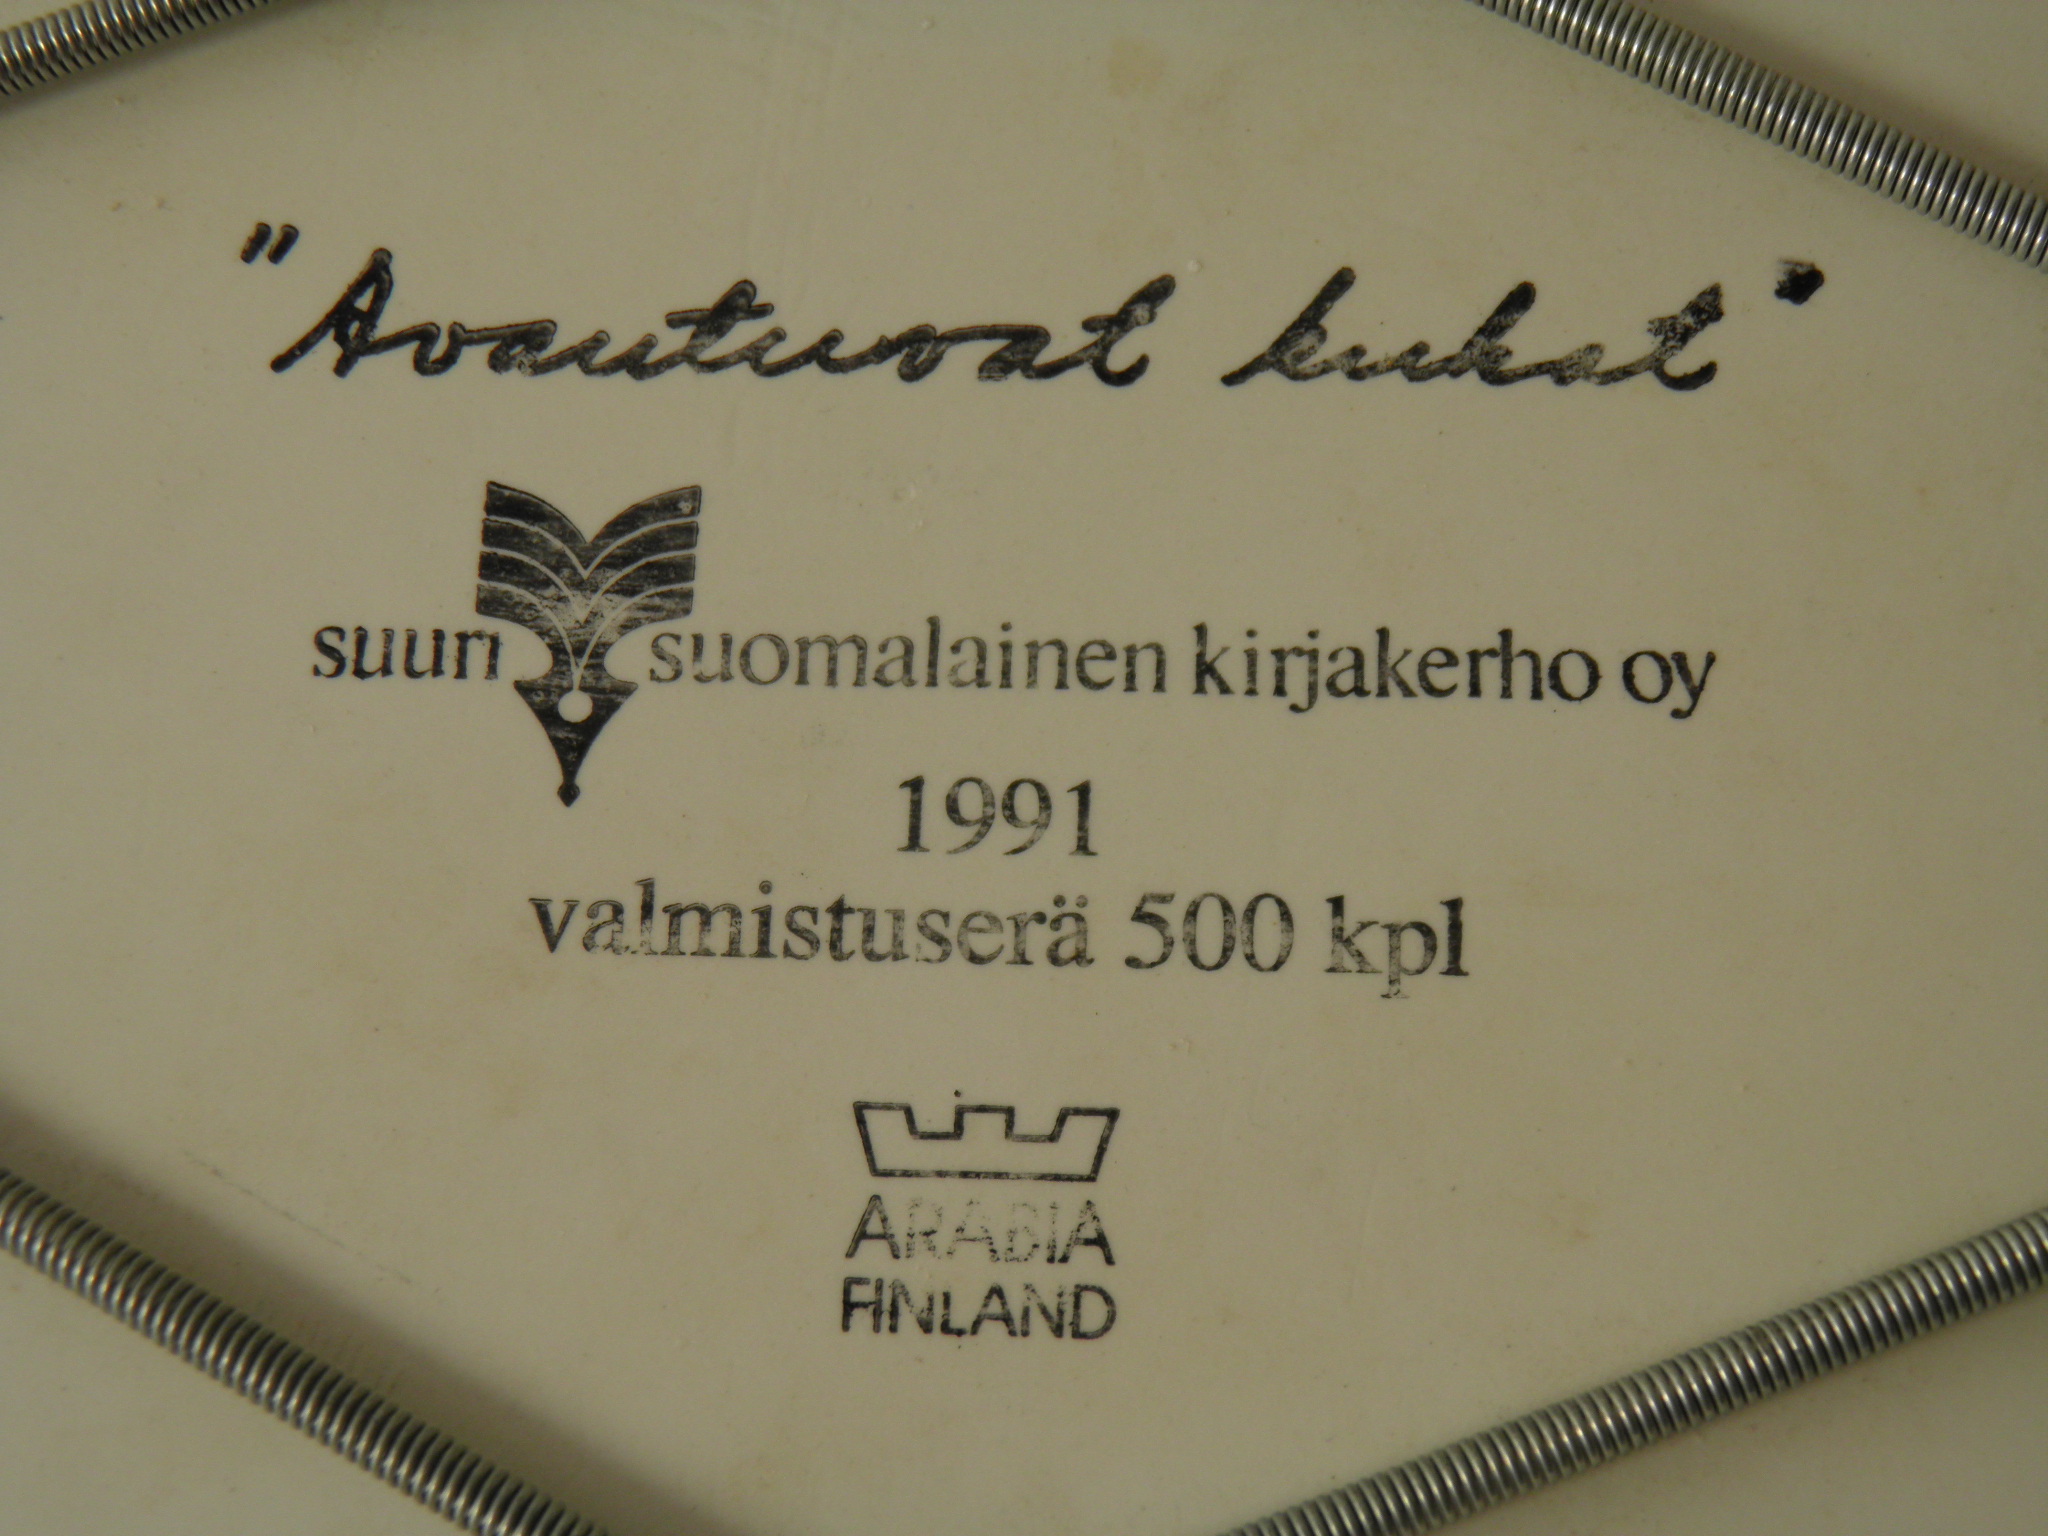 "Avautuvat kukat"
suuri suomalainen kirjakerho oy
1991
valmistuserä 500 kpl
ARABIA
FINLAND